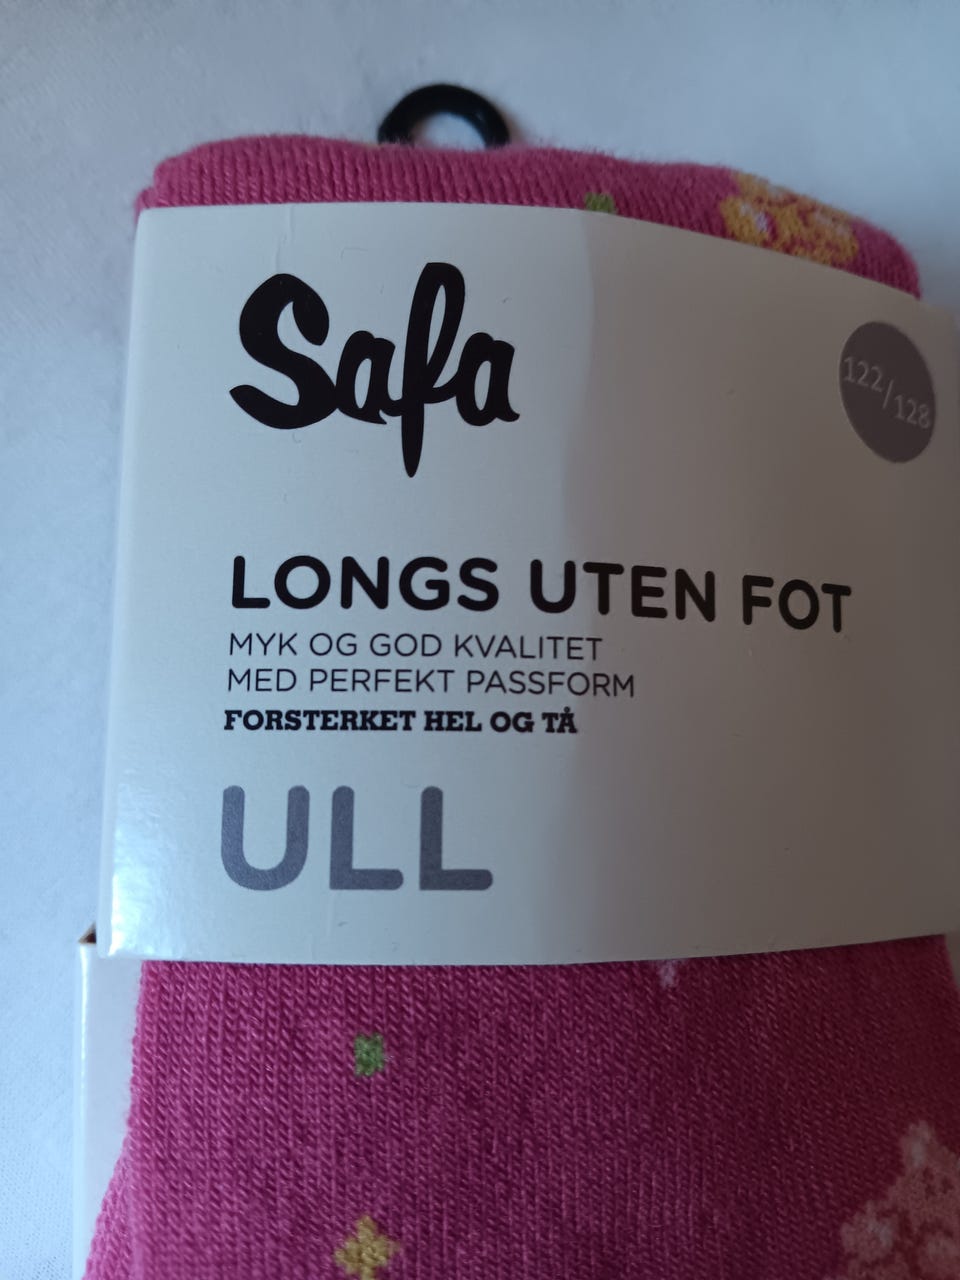 Safa
122/128
LONGS UTEN FOT
MYK OG GOD KVALITET
MED PERFEKT PASSFORM
FORSTERKET HEL OG TÅ
ULL